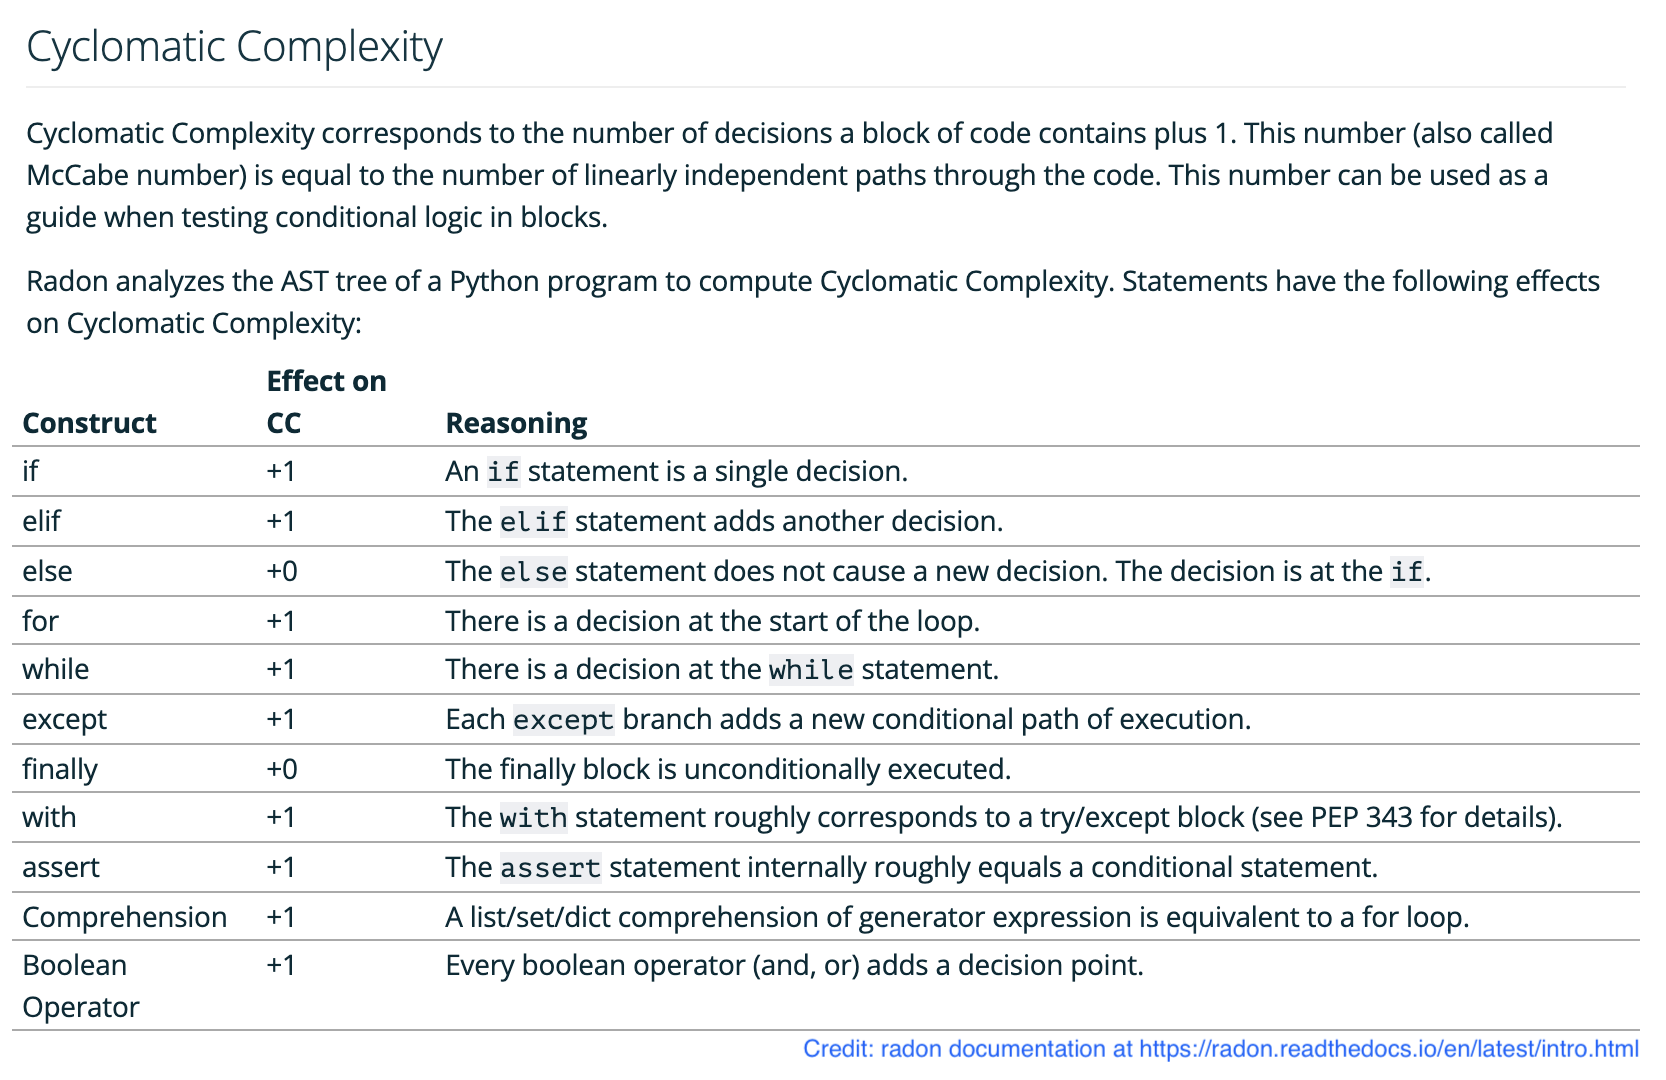 Cyclomatic Complexity
Cyclomatic Complexity corresponds to the number of decisions a block of code contains plus 1. This number (also called
McCabe number) is equal to the number of linearly independent paths through the code. This number can be used as a
guide when testing conditional logic in blocks.
Radon analyzes the AST tree of a Python program to compute Cyclomatic Complexity. Statements have the following effects
on Cyclomatic Complexity:
Construct Effect on CC Reasoning
if +1 An if statement is a single decision.
elif +1 The elif statement adds another decision.
else +0 The else statement does not cause a new decision. The decision is at the if.
for +1 There is a decision at the start of the loop.
while +1 There is a decision at the while statement.
except +1 Each except branch adds a new conditional path of execution.
finally +0 The finally block is unconditionally executed.
with +1 The with statement roughly corresponds to a try/except block (see PEP 343 for details).
assert +1 The assert statement internally roughly equals a conditional statement.
Comprehension +1 A list/set/dict comprehension of generator expression is equivalent to a for loop.
Boolean Operator +1 Every boolean operator (and, or) adds a decision point.
Credit: radon documentation at https://radon.readthedocs.io/en/latest/intro.html